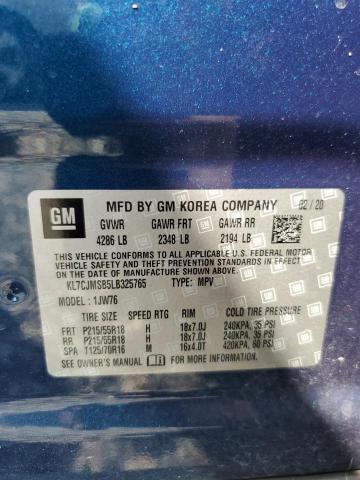 MFD BY GM KOREA COMPANY 02/20
GM
GVWR GAWR FRT GAWR RR
4286 LB 2348 LB 2194 LB
THIS VEHICLE CONFORMS TO ALL APPLICABLE U.S. FEDERAL MOTOR
VEHICLE SAFETY, BUMPER, AND THEFT PREVENTION STANDARDS IN
EFFECT ON THE DATE OF MANUFACTURE SHOWN ABOVE.
KL7CJMSB5LB325765 TYPE: MPV
MODEL: 1JW76
TIRE SIZE SPEED RTG RIM COLD TIRE PRESSURE
FRT P215/55R18 H 18x7.0J 240KPA, 35 PSI
RR P215/55R18 H 18x7.0J 240KPA, 35 PSI
SPA T125/70R16 M 16x4.0T 420KPA, 60 PSI
SEE OWNER'S MANUAL FOR ADDITIONAL INFORMATION.